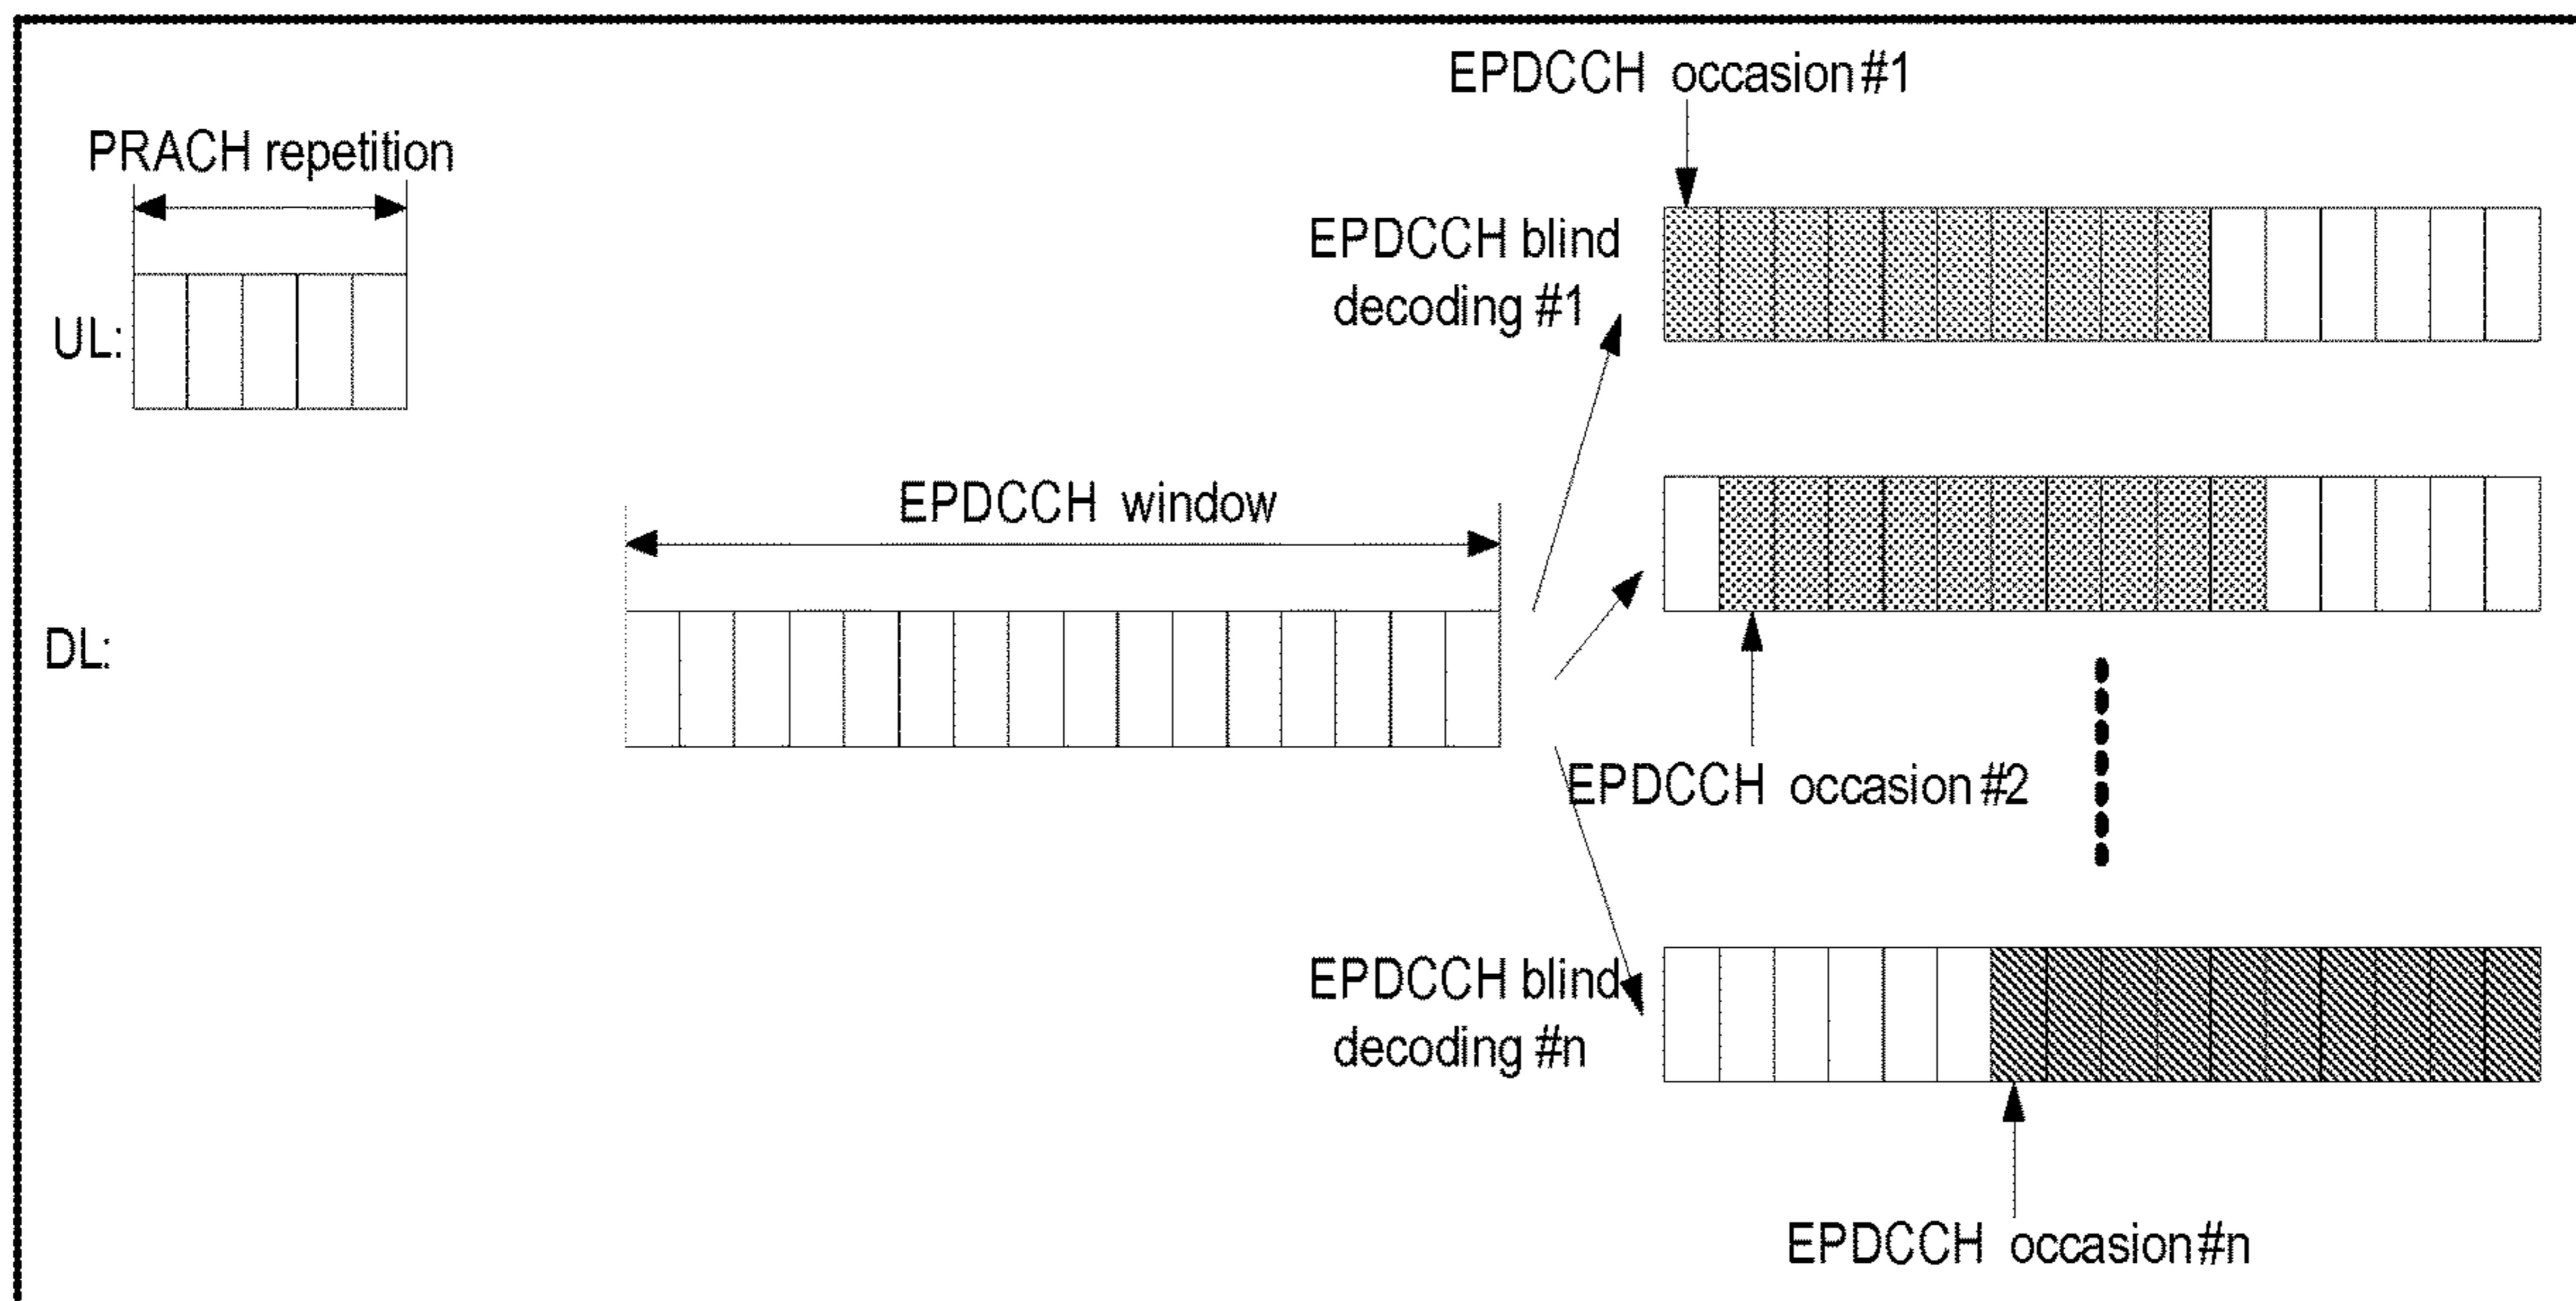 EPDCCH occasion #1
PRACH repetition
EPDCCH blind
decoding #1
UL:
EPDCCH window
DL:
EPDCCH occasion #2
EPDCCH blind
decoding #n
EPDCCH occasion #n